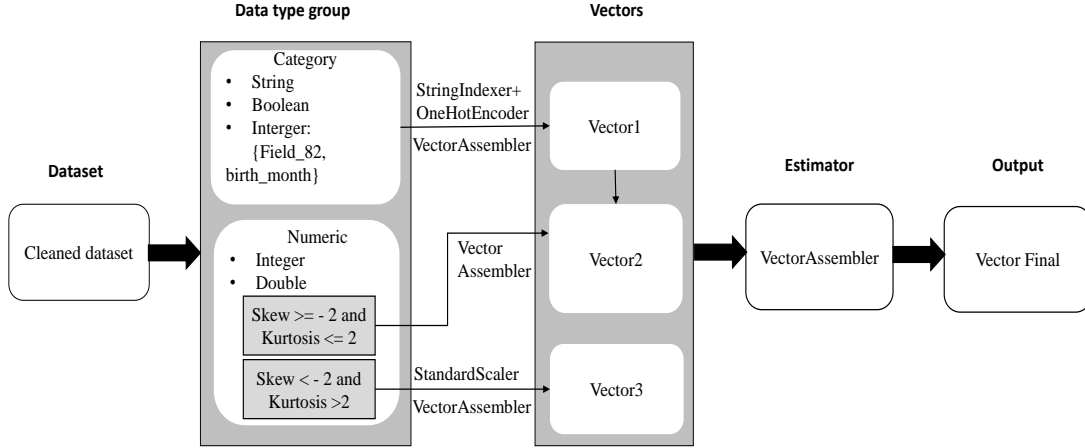 Data type group
Vectors
Category
• String
• Boolean
• Interger:
{Field_82,
birth_month}
StringIndexer+
OneHotEncoder
VectorAssembler
Vector1
Dataset
Cleaned dataset
Numeric
• Integer
• Double
Skew >= - 2 and
Kurtosis <= 2
Skew < - 2 and
Kurtosis >2
Vector
Assembler
Vector2
StandardScaler
VectorAssembler
Vector3
Estimator
VectorAssembler
Output
Vector Final